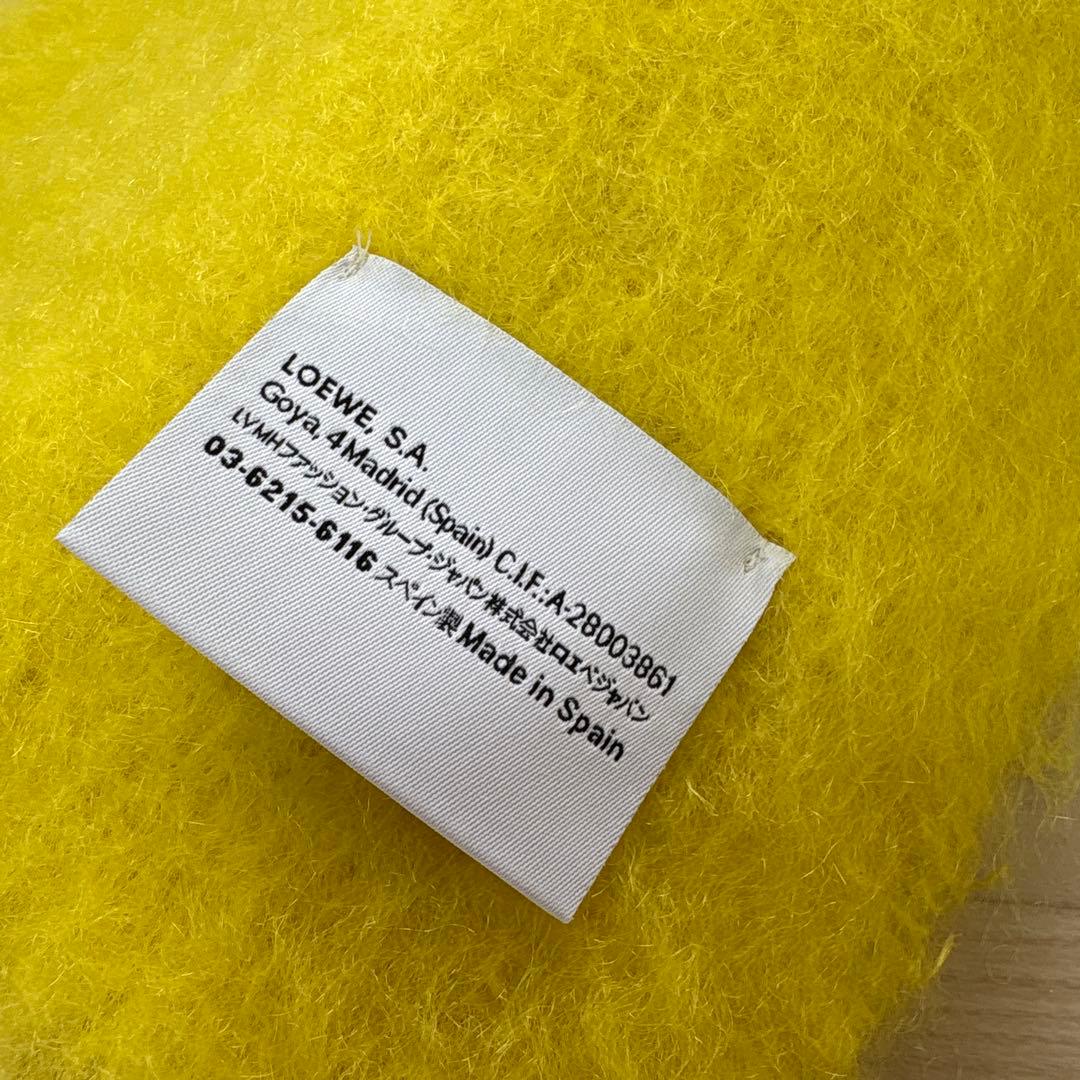 LOEWE, S.A.
Goya, 4 Madrid (Spain) C.I.F.:A-28003861
LVMHファッション・グループ・ジャパン株式会社ロエベジャパン
03-6215-6116 スペイン製 Made in Spain